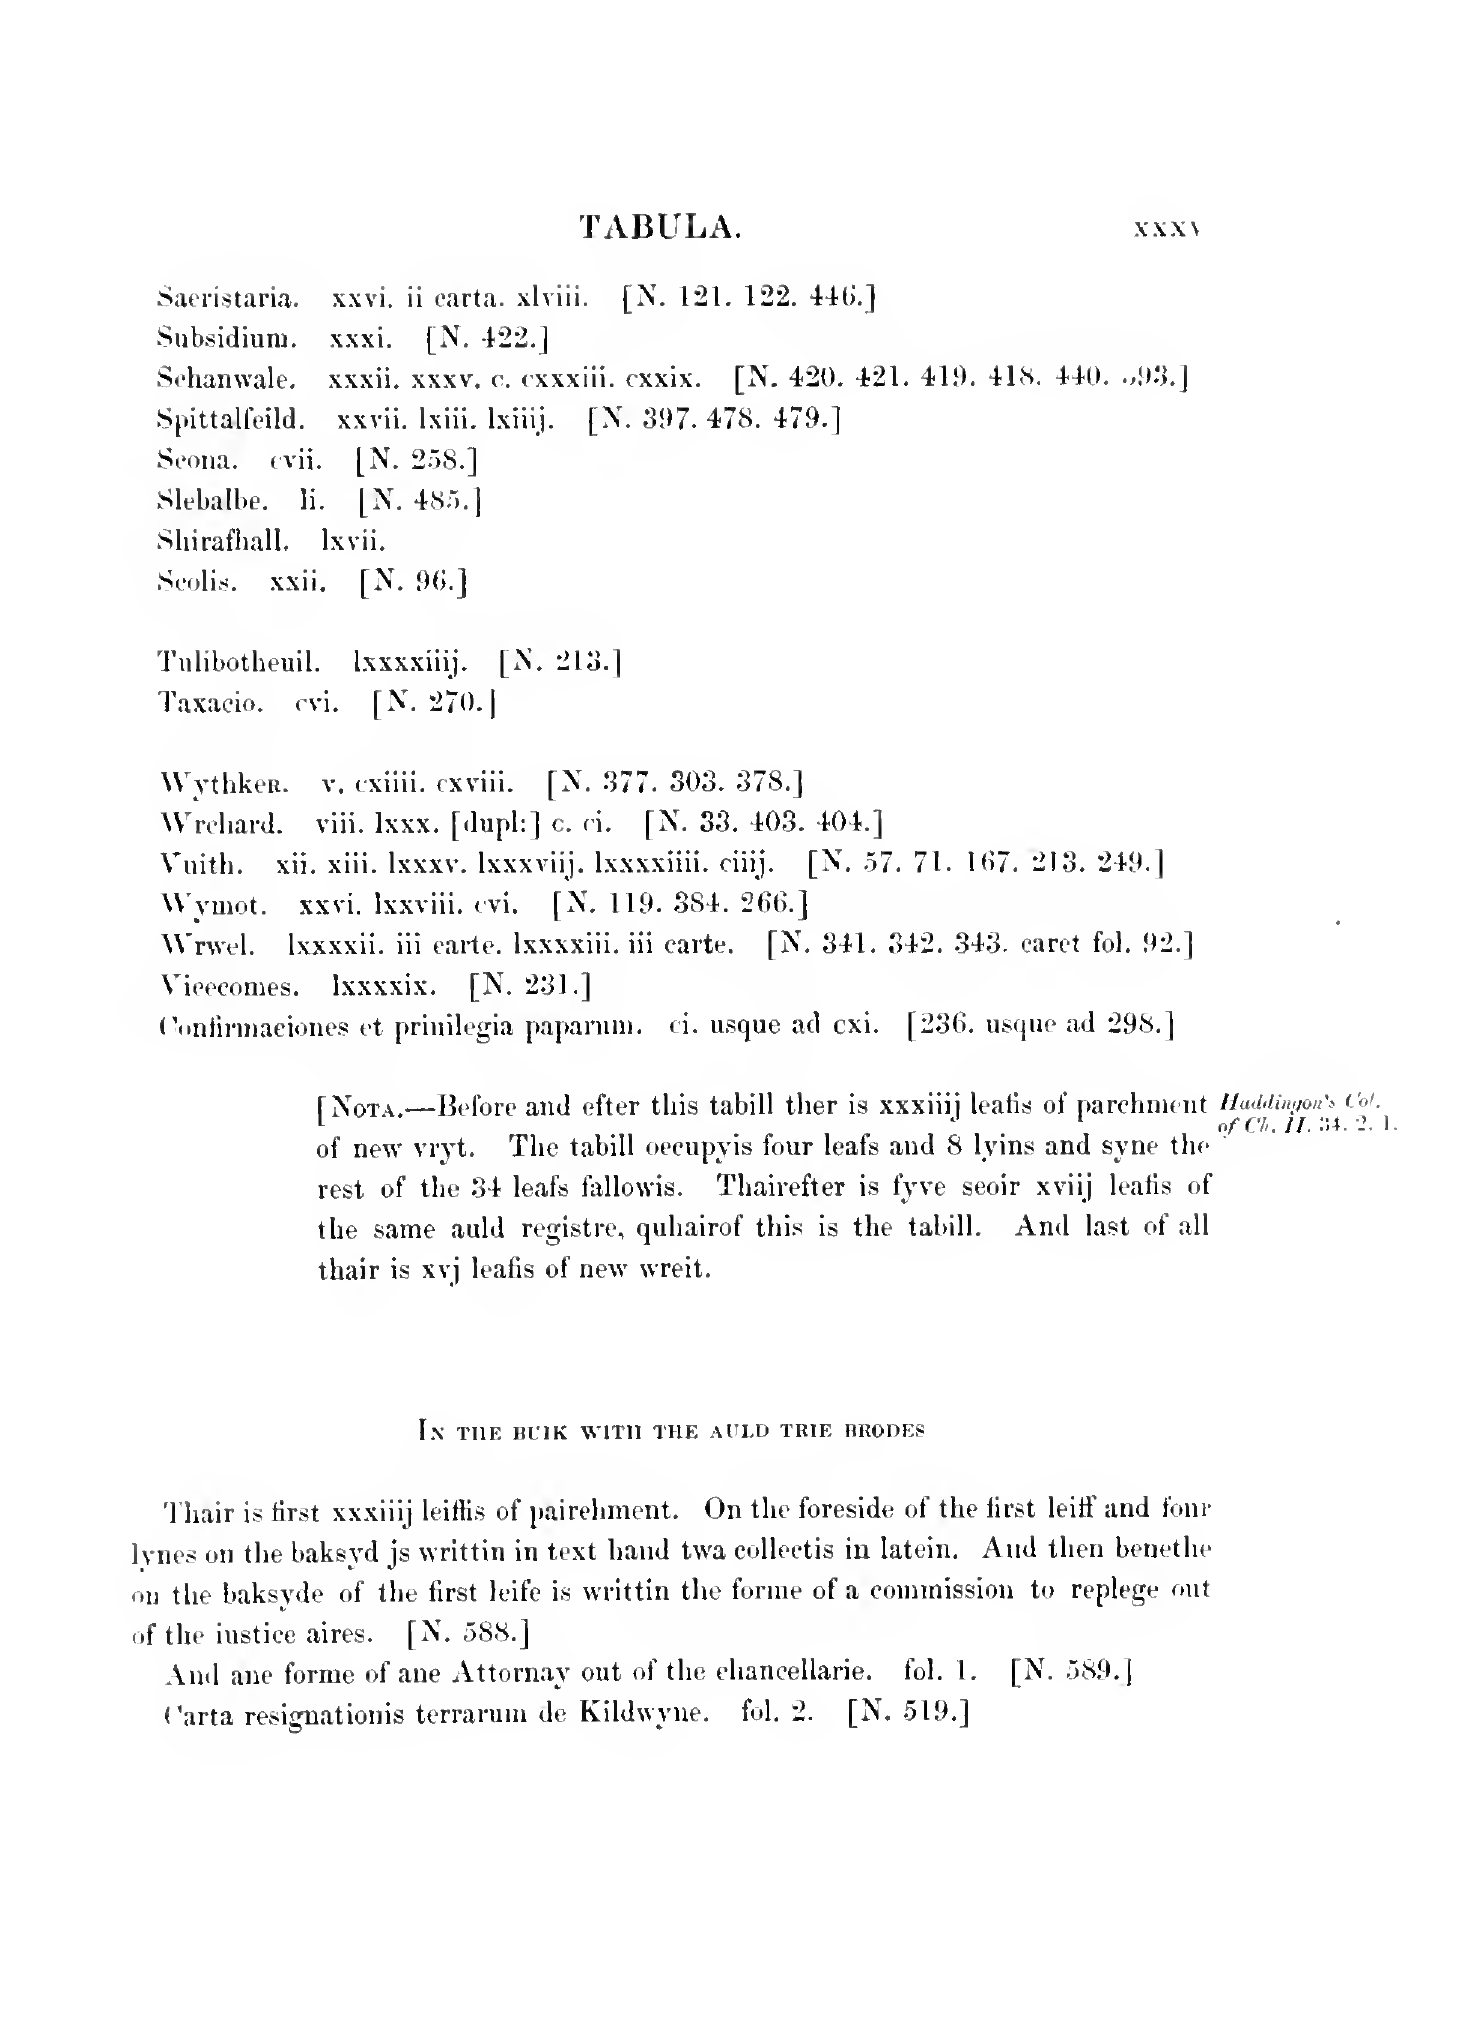 TABULA. xxxv
Sacristaria. xxvi. ii carta. xlviii. [N. 121. 122. 446.]
Subsidium. xxxi. [N. 422.]
Schanwale. xxxii. xxxv. c. cxxxiii. cxxix. [N. 420. 421. 419. 418. 440. 593.]
Spittalfeild. xxvii. lxiii. lxiiij. [N. 397. 478. 479.]
Scona. cvii. [N. 258.]
Slebalbe. li. [N. 485.]
Shirafhall. lxvii.
Scolis. xxii. [N. 96.]
Tulibotheuil. lxxxxiiij. [N. 213.]
Taxacio. cvi. [N. 270.]
Wythker. v. cxiiii. cxviii. [N. 377. 303. 378.]
Wrchard. viii. lxxx. [dupl:] c. ci. [N. 33. 403. 404.]
Vuith. xii. xiii. lxxxv. lxxxviij. lxxxxiiii. ciiij. [N. 57. 71. 167. 213. 249.]
Wymot. xxvi. lxxviii. cvi. [N. 119. 384. 266.]
Wrwel. lxxxxii. iii carte. lxxxxiii. iii carte. [N. 341. 342. 343. caret fol. 92.]
Vicecomes. lxxxxix. [N. 231.]
Confirmaciones et priuilegia paparum. ci. usque ad cxi. [236. usque ad 298.]
[Nota.—Before and efter this tabill ther is xxxiiij leafis of parchment
Haddington's Col.
of Ch. II. 34. 2. 1.
of new vryt. The tabill occupyis four leafs and 8 lyins and syne the
rest of the 34 leafs fallowis. Thairefter is fyve scoir xviij leafis of
the same auld registre, quhairof this is the tabill. And last of all
thair is xvj leafis of new wreit.
In the buik with the auld trie brodes
Thair is first xxxiiij leiffis of pairchment. On the foreside of the first leiff and four
lynes on the baksyd js writtin in text hand twa collectis in latein. And then benethe
on the baksyde of the first leife is writtin the forme of a commission to replege out
of the iustice aires. [N. 588.]
And ane forme of ane Attornay out of the chancellarie. fol. 1. [N. 589.]
Carta resignationis terrarum de Kildwyne. fol. 2. [N. 519.]